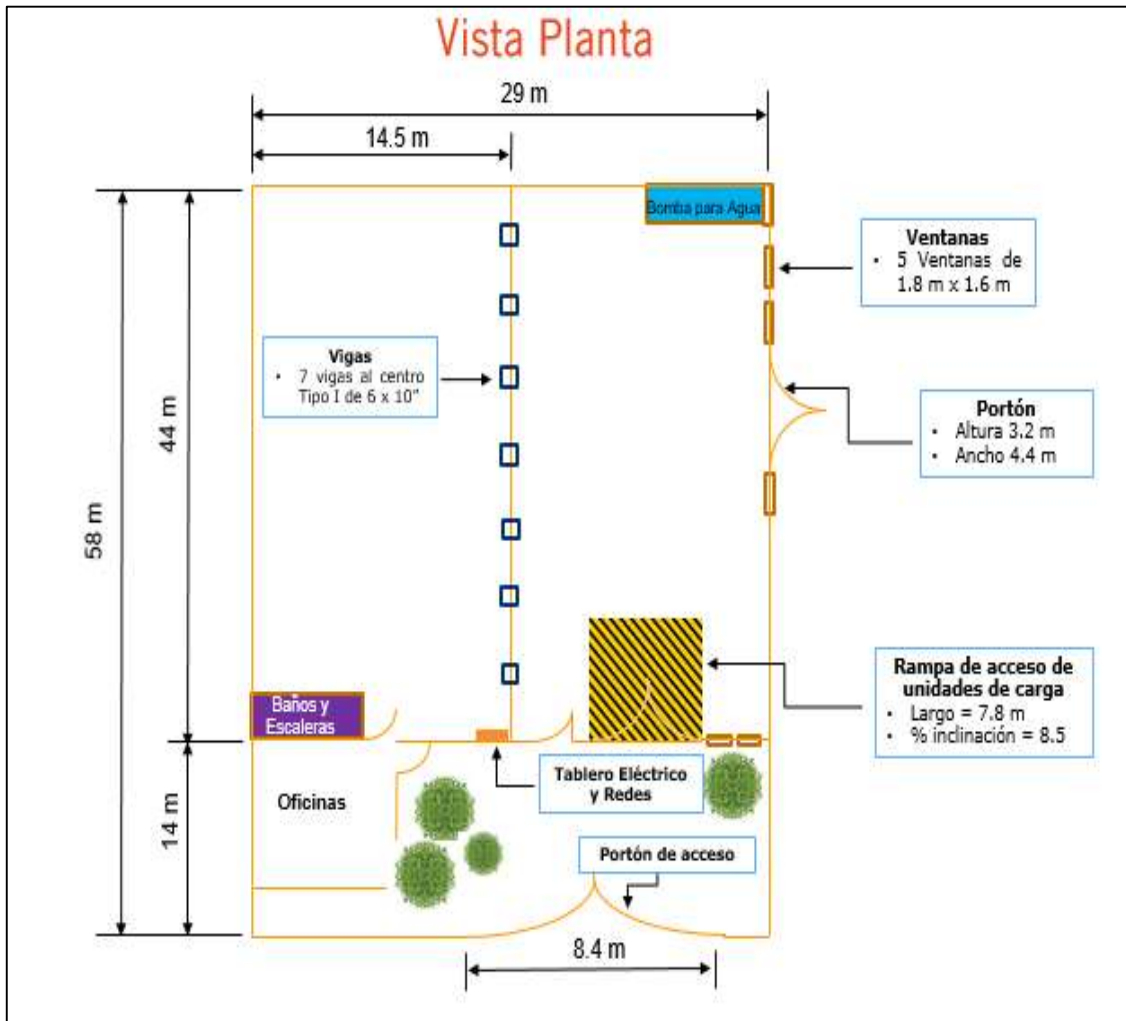 Vista Planta
29 m
14.5 m
Bomba para Agua
Ventanas
• 5 Ventanas de
1.8 m x 1.6 m
Vigas
• 7 vigas al centro
Tipo I de 6 x 10"
Portón
• Altura 3.2 m
• Ancho 4.4 m
44 m
58 m
Rampa de acceso de
unidades de carga
• Largo = 7.8 m
• % inclinación = 8.5
Baños y
Escaleras
Tablero Eléctrico
y Redes
Oficinas
14 m
Portón de acceso
8.4 m